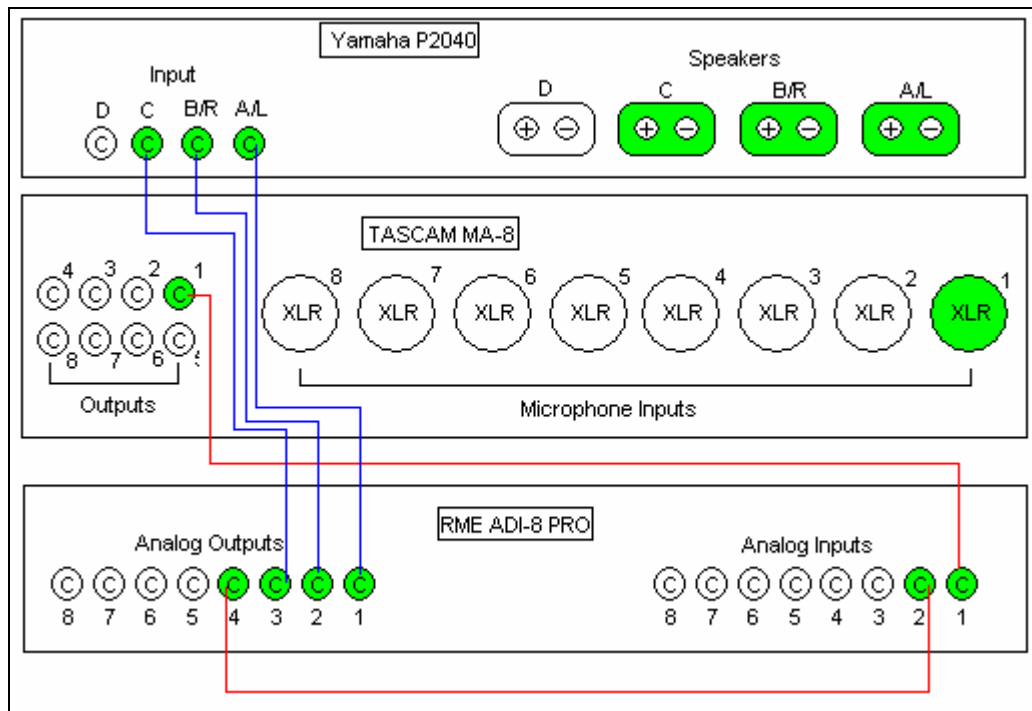 Yamaha P2040
Input
Speakers
D C B/R A/L
D C B/R A/L
C C C C
+ - + - + - + -
TASCAM MA-8
4 3 2 1
C C C C
C C C C
8 7 6 5
Outputs
8 7 6 5 4 3 2 1
XLR XLR XLR XLR XLR XLR XLR XLR
Microphone Inputs
RME ADI-8 PRO
Analog Outputs
C C C C C C C C
8 7 6 5 4 3 2 1
Analog Inputs
C C C C C C C C
8 7 6 5 4 3 2 1